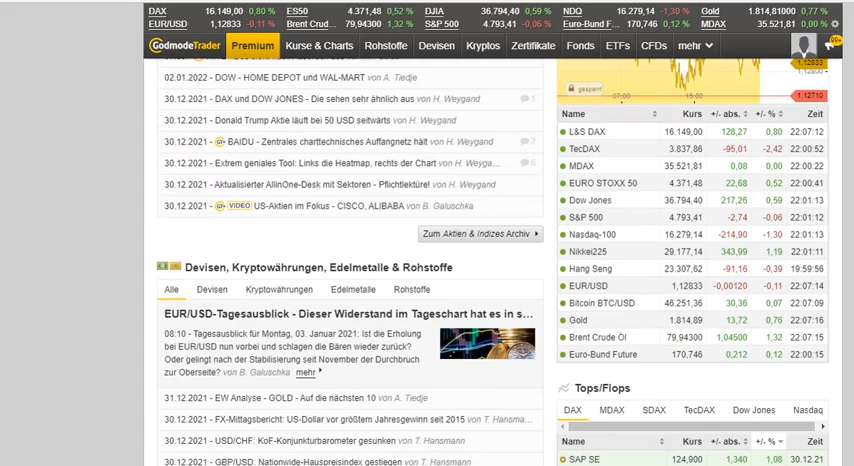 DAX 16.149,00 0,80 % ES50 4.371,48 0,52 % DJIA 36.794,40 0,59 % NDQ 16.279,14 -1,30 % Gold 1.814,81000 0,77 %
EUR/USD 1,12833 -0,11 % Brent Crud... 79,94300 1,32 % S&P 500 4.793,41 -0,06 % Euro-Bund F... 170,746 0,12 % MDAX 35.521,81 0,00 %
GodmodeTrader Premium Kurse & Charts Rohstoffe Devisen Kryptos Zertifikate Fonds ETFs CFDs mehr 99+
02.01.2022 - DOW - HOME DEPOT und WAL-MART von A. Tiedje
30.12.2021 - DAX und DOW JONES - Die sehen sehr ähnlich aus von H. Weygand 1
30.12.2021 - Donald Trump Aktie läuft bei 50 USD seitwärts von H. Weygand
30.12.2021 - GT+ BAIDU - Zentrales charttechnisches Auffangnetz hält von H. Weygand 2
30.12.2021 - Extrem geniales Tool: Links die Heatmap, rechts der Chart von H. Weyga... 6
30.12.2021 - Aktualisierter AllinOne-Desk mit Sektoren - Pflichtlektüre! von H. Weygand
30.12.2021 - GT+ VIDEO US-Aktien im Fokus - CISCO, ALIBABA von B. Galuschka
Zum Aktien & Indizes Archiv
Devisen, Kryptowährungen, Edelmetalle & Rohstoffe
Alle Devisen Kryptowährungen Edelmetalle Rohstoffe
EUR/USD-Tagesausblick - Dieser Widerstand im Tageschart hat es in s...
08:10 - Tagesausblick für Montag, 03. Januar 2021: Ist die Erholung
bei EUR/USD nun vorbei und schlagen die Bären wieder zurück?
Oder gelingt nach der Stabilisierung seit November der Durchbruch
zur Oberseite? von B. Galuschka mehr
31.12.2021 - EW Analyse - GOLD - Auf die nächsten 10 von A. Tiedje
30.12.2021 - FX-Mittagsbericht: US-Dollar vor größtem Jahresgewinn seit 2015 von T. Hansma...
30.12.2021 - USD/CHF: KoF-Konjunkturbarometer gesunken von T. Hansmann
30.12.2021 - GBP/USD: Nationwide-Hauspreisindex gestiegen von T. Hansmann
1,12833
1,12800
gesperrt
1,12710
07:00 15:00
Name Kurs +/- abs. +/- % Zeit
L&S DAX 16.149,00 128,27 0,80 22:07:12
TecDAX 3.837,86 -95,01 -2,42 22:00:52
MDAX 35.521,81 0,08 0,00 22:00:22
EURO STOXX 50 4.371,48 22,68 0,52 22:00:41
Dow Jones 36.794,40 217,26 0,59 22:01:13
S&P 500 4.793,41 -2,74 -0,06 22:01:12
Nasdaq-100 16.279,14 -214,90 -1,30 22:01:13
Nikkei225 29.177,14 343,99 1,19 22:01:11
Hang Seng 23.307,62 -91,16 -0,39 19:59:56
EUR/USD 1,12833 -0,00120 -0,11 22:07:14
Bitcoin BTC/USD 46.251,36 30,36 0,07 22:07:09
Gold 1.814,89 13,72 0,76 22:07:16
Brent Crude Öl 79,94300 1,04500 1,32 22:07:15
Euro-Bund Future 170,746 0,212 0,12 22:00:15
Tops/Flops
DAX MDAX SDAX TecDAX Dow Jones Nasdaq
Name Kurs +/- abs. +/- % Zeit
SAP SE 124,900 1,340 1,08 30.12.21